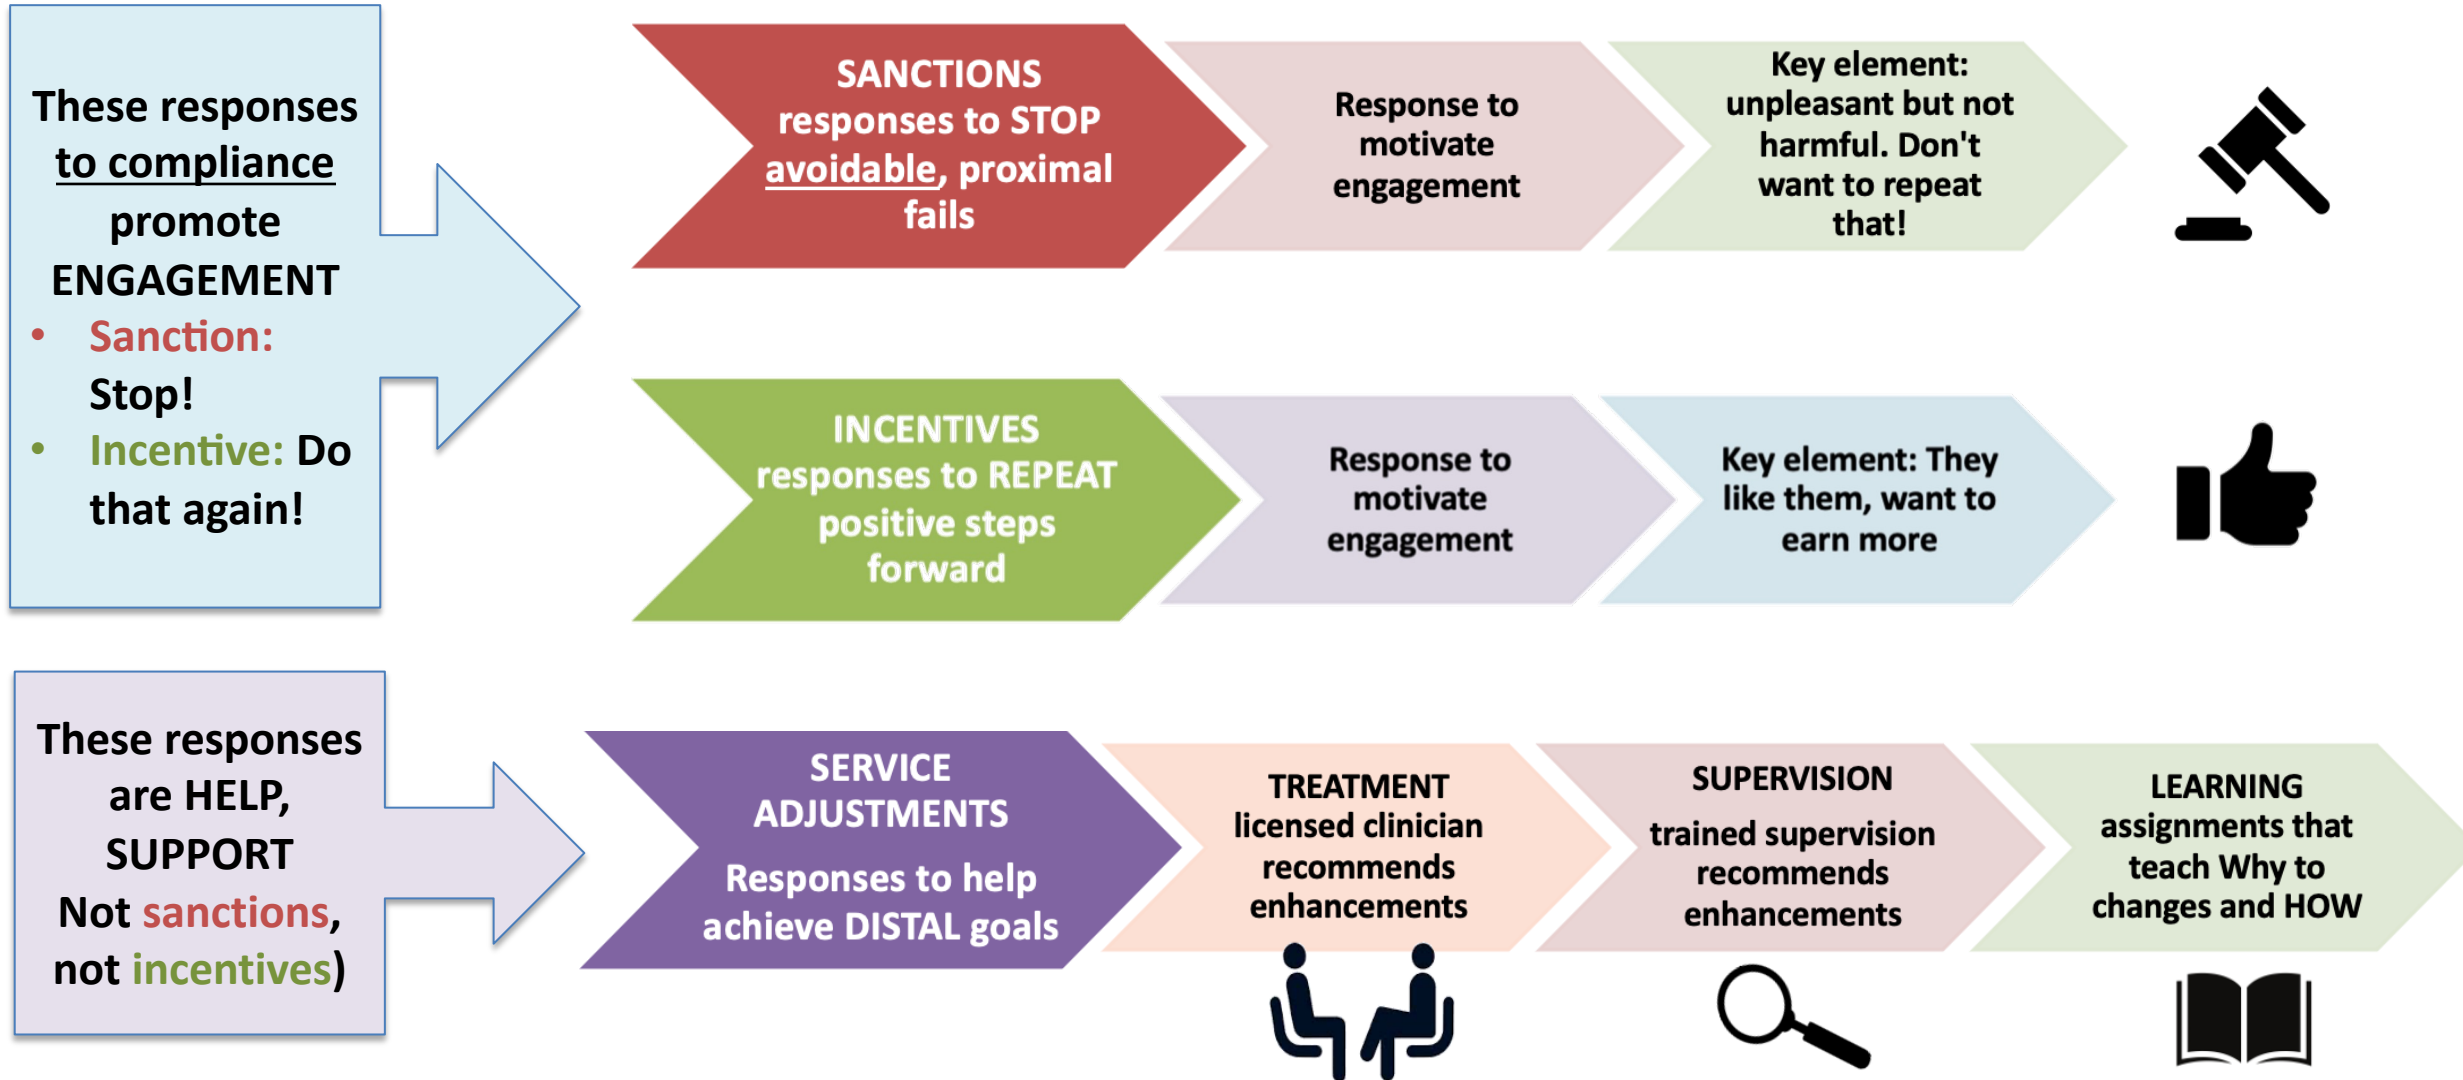 These responses
to compliance
promote
ENGAGEMENT
• Sanction:
Stop!
• Incentive: Do
that again!
SANCTIONS
responses to STOP
avoidable, proximal
fails
Response to
motivate
engagement
Key element:
unpleasant but not
harmful. Don't
want to repeat
that!
INCENTIVES
responses to REPEAT
positive steps
forward
Response to
motivate
engagement
Key element: They
like them, want to
earn more
These responses
are HELP,
SUPPORT
Not sanctions,
not incentives)
SERVICE
ADJUSTMENTS
Responses to help
achieve DISTAL goals
TREATMENT
licensed clinician
recommends
enhancements
SUPERVISION
trained supervision
recommends
enhancements
LEARNING
assignments that
teach Why to
changes and HOW